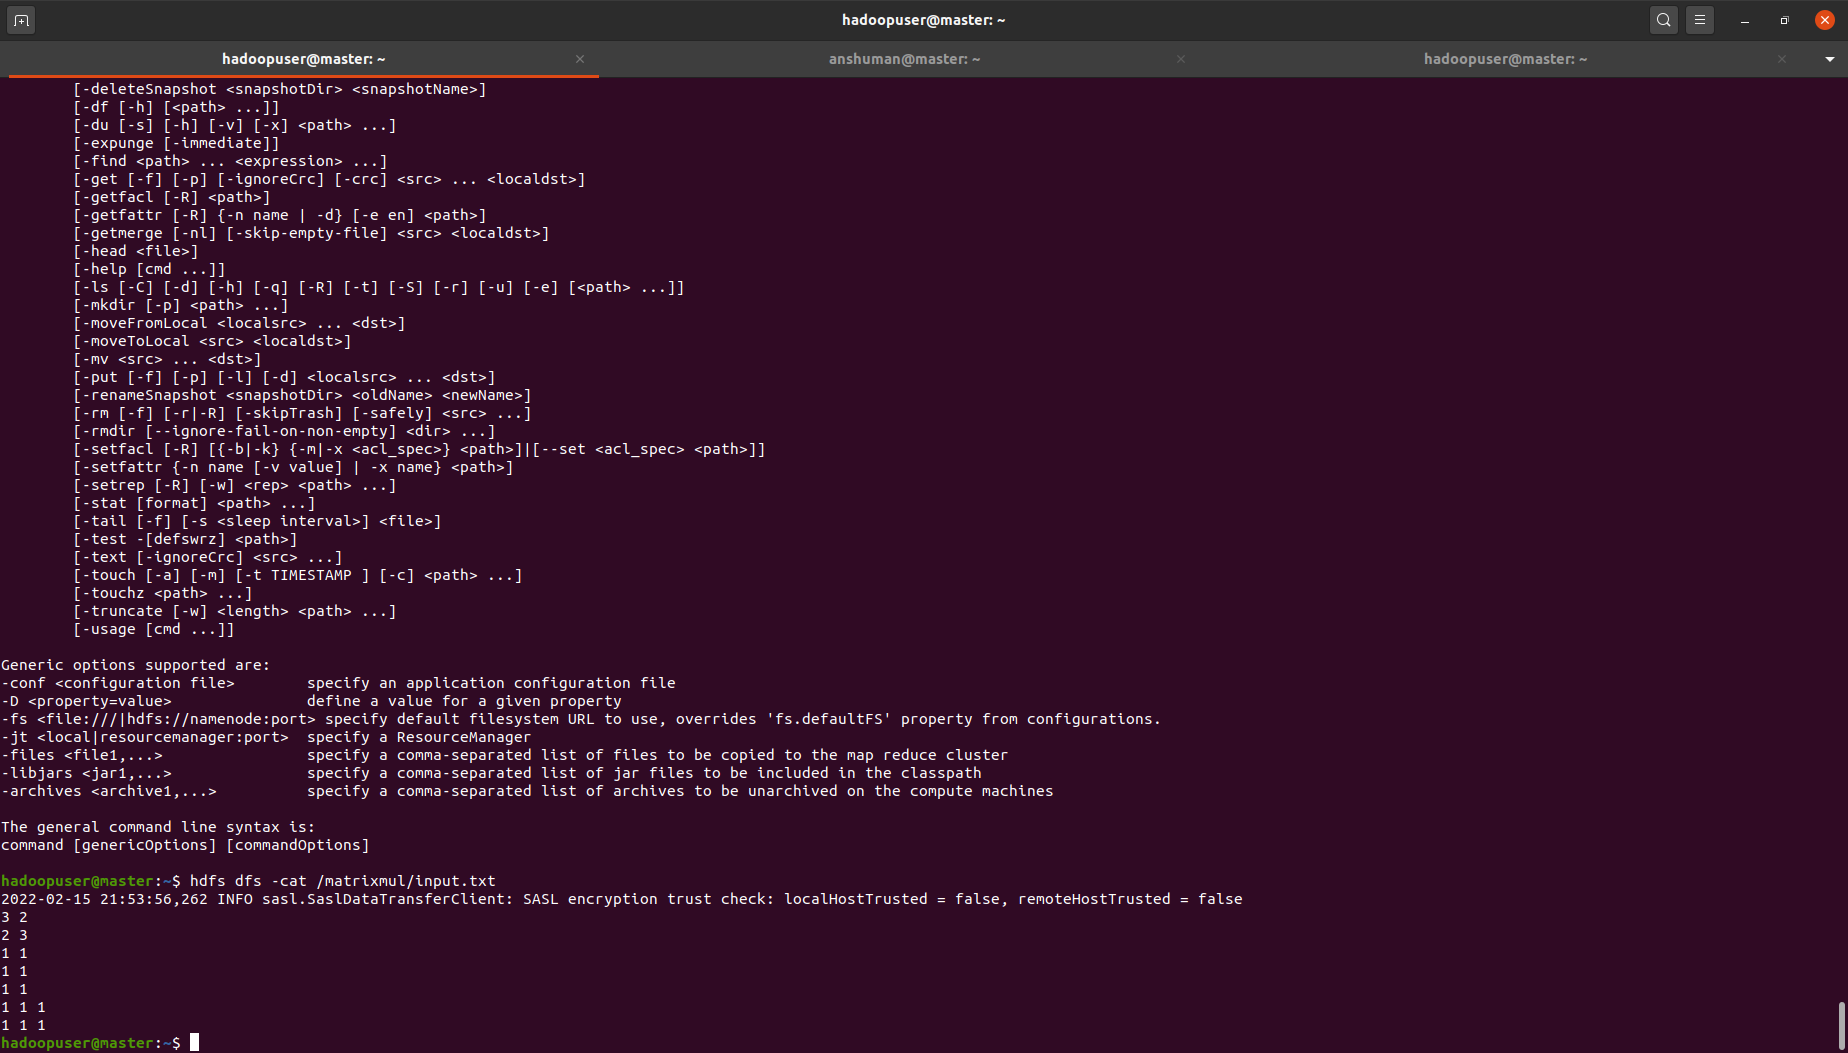 hadoopuser@master: ~
hadoopuser@master: ~
anshuman@master: ~
hadoopuser@master: ~
[-deleteSnapshot <snapshotDir> <snapshotName>]
[-df [-h] [<path> ...]]
[-du [-s] [-h] [-v] [-x] <path> ...]
[-expunge [-immediate]]
[-find <path> ... <expression> ...]
[-get [-f] [-p] [-ignoreCrc] [-crc] <src> ... <localdst>]
[-getfacl [-R] <path>]
[-getfattr [-R] {-n name | -d} [-e en] <path>]
[-getmerge [-nl] [-skip-empty-file] <src> <localdst>]
[-head <file>]
[-help [cmd ...]]
[-ls [-C] [-d] [-h] [-q] [-R] [-t] [-S] [-r] [-u] [-e] [<path> ...]]
[-mkdir [-p] <path> ...]
[-moveFromLocal <localsrc> ... <dst>]
[-moveToLocal <src> <localdst>]
[-mv <src> ... <dst>]
[-put [-f] [-p] [-l] [-d] <localsrc> ... <dst>]
[-renameSnapshot <snapshotDir> <oldName> <newName>]
[-rm [-f] [-r|-R] [-skipTrash] [-safely] <src> ...]
[-rmdir [--ignore-fail-on-non-empty] <dir> ...]
[-setfacl [-R] [{-b|-k} {-m|-x <acl_spec>} <path>]|[--set <acl_spec> <path>]]
[-setfattr {-n name [-v value] | -x name} <path>]
[-setrep [-R] [-w] <rep> <path> ...]
[-stat [format] <path> ...]
[-tail [-f] [-s <sleep interval>] <file>]
[-test -[defswrz] <path>]
[-text [-ignoreCrc] <src> ...]
[-touch [-a] [-m] [-t TIMESTAMP ] [-c] <path> ...]
[-touchz <path> ...]
[-truncate [-w] <length> <path> ...]
[-usage [cmd ...]]
Generic options supported are:
-conf <configuration file>        specify an application configuration file
-D <property=value>               define a value for a given property
-fs <file:///|hdfs://namenode:port> specify default filesystem URL to use, overrides 'fs.defaultFS' property from configurations.
-jt <local|resourcemanager:port>  specify a ResourceManager
-files <file1,...>                specify a comma-separated list of files to be copied to the map reduce cluster
-libjars <jar1,...>               specify a comma-separated list of jar files to be included in the classpath
-archives <archive1,...>          specify a comma-separated list of archives to be unarchived on the compute machines
The general command line syntax is:
command [genericOptions] [commandOptions]
hadoopuser@master:~$ hdfs dfs -cat /matrixmul/input.txt
2022-02-15 21:53:56,262 INFO sasl.SaslDataTransferClient: SASL encryption trust check: localHostTrusted = false, remoteHostTrusted = false
3 2
2 3
1 1
1 1
1 1
1 1 1
1 1 1
hadoopuser@master:~$